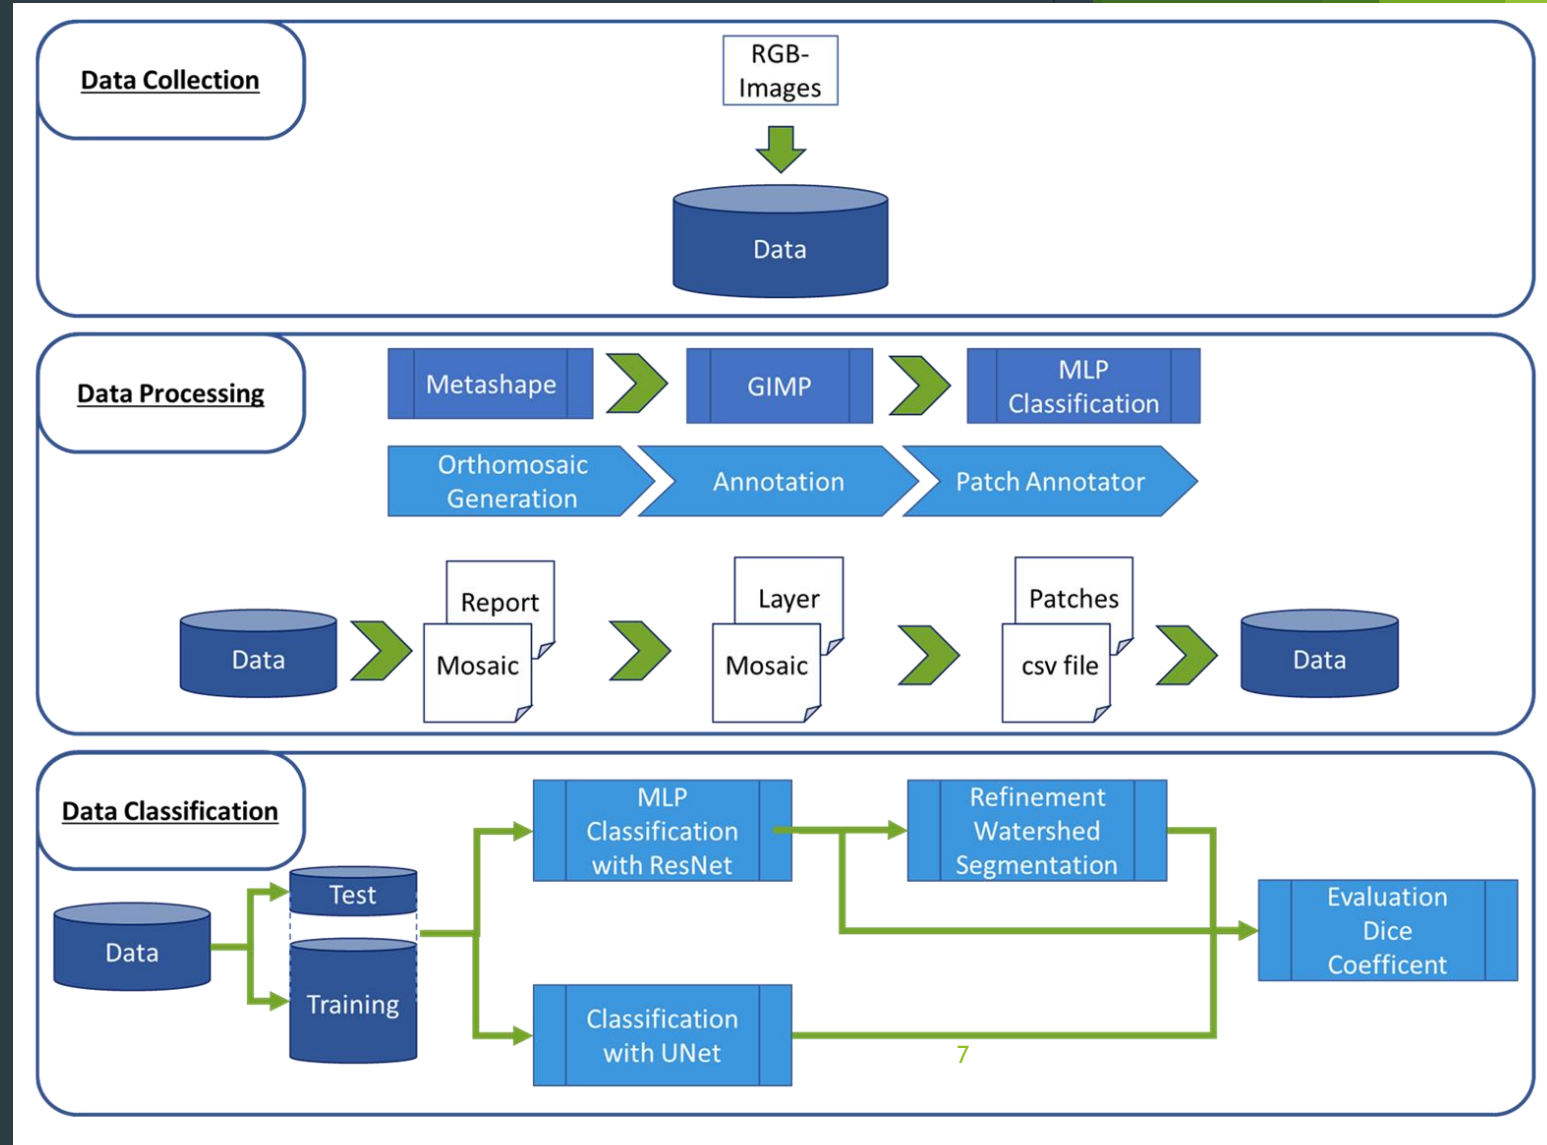 Data Collection
RGB-
Images
Data
Data Processing
Metashape
GIMP
MLP
Classification
Orthomosaic
Generation
Annotation
Patch Annotator
Data
Report
Mosaic
Layer
Mosaic
Patches
csv file
Data
Data Classification
Data
Test
Training
MLP
Classification
with ResNet
Refinement
Watershed
Segmentation
Classification
with UNet
Evaluation
Dice
Coefficent
7